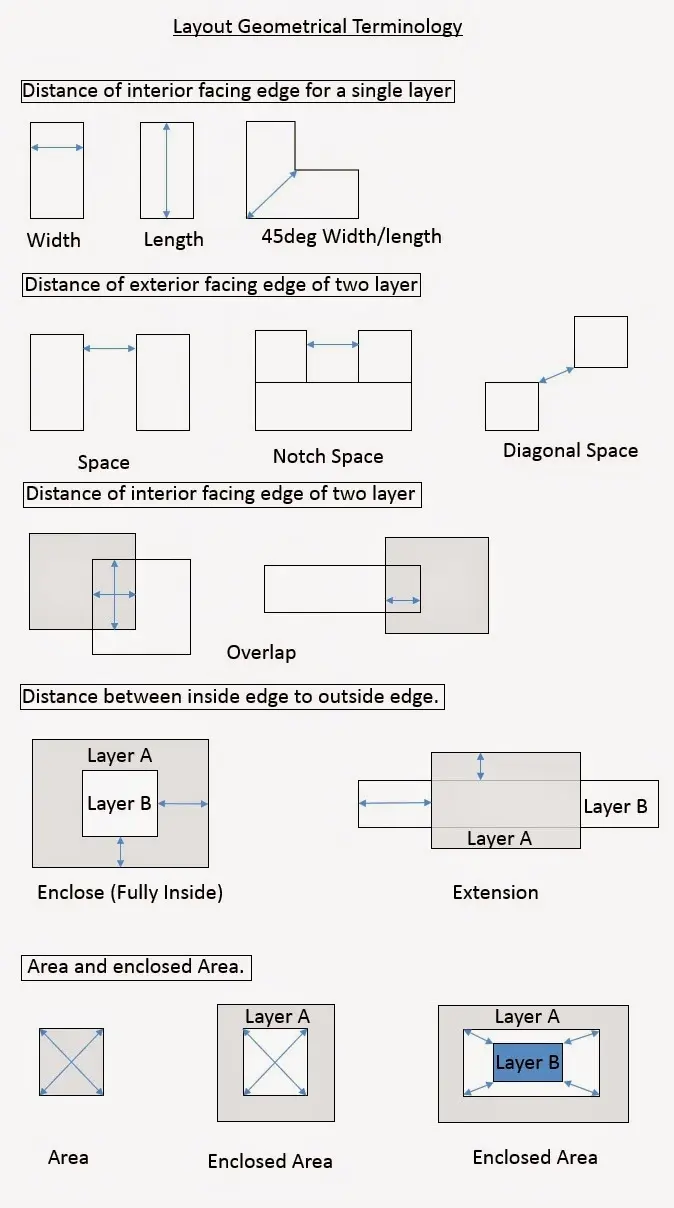 Layout Geometrical Terminology
Distance of interior facing edge for a single layer
Width
Length
45deg Width/length
Distance of exterior facing edge of two layer
Space
Notch Space
Diagonal Space
Distance of interior facing edge of two layer
Overlap
Distance between inside edge to outside edge.
Layer A
Layer B
Layer B
Layer A
Enclose (Fully Inside)
Extension
Area and enclosed Area.
Layer A
Layer A
Layer B
Area
Enclosed Area
Enclosed Area